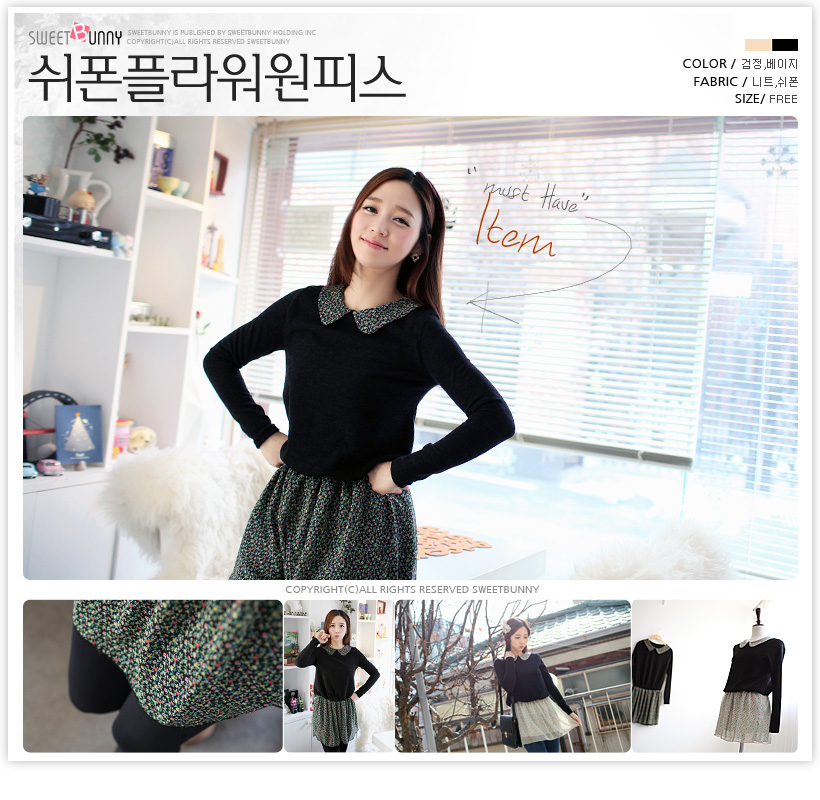 SWEETBUNNY
SWEETBUNNY IS PUBLISHED BY SWEETBUNNY HOLDING INC
COPYRIGHT(C)ALL RIGHTS RESERVED SWEETBUNNY
쉬폰플라워원피스
COLOR / 검정,베이지
FABRIC / 니트,쉬폰
SIZE/ FREE
"must Have"
Item
COPYRIGHT(C)ALL RIGHTS RESERVED SWEETBUNNY